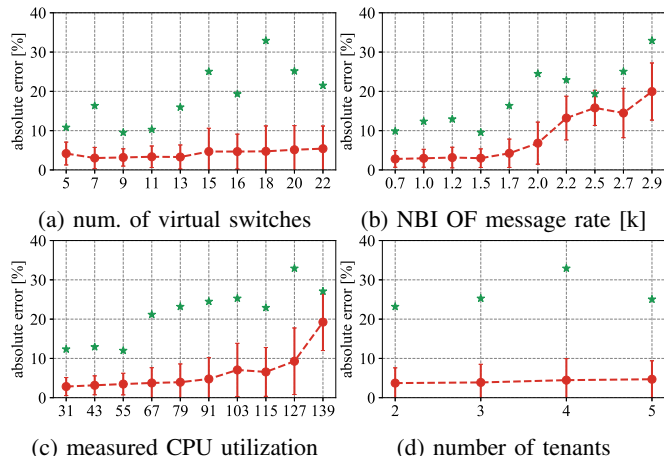 absolute error [%]
40
30
20
10
0
5 7 9 11 13 15 16 18 20 22
(a) num. of virtual switches
absolute error [%]
40
30
20
10
0
0.7 1.0 1.2 1.5 1.7 2.0 2.2 2.5 2.7 2.9
(b) NBI OF message rate [k]
absolute error [%]
40
30
20
10
0
31 43 55 67 79 91 103 115 127 139
(c) measured CPU utilization
absolute error [%]
40
30
20
10
0
2 3 4 5
(d) number of tenants